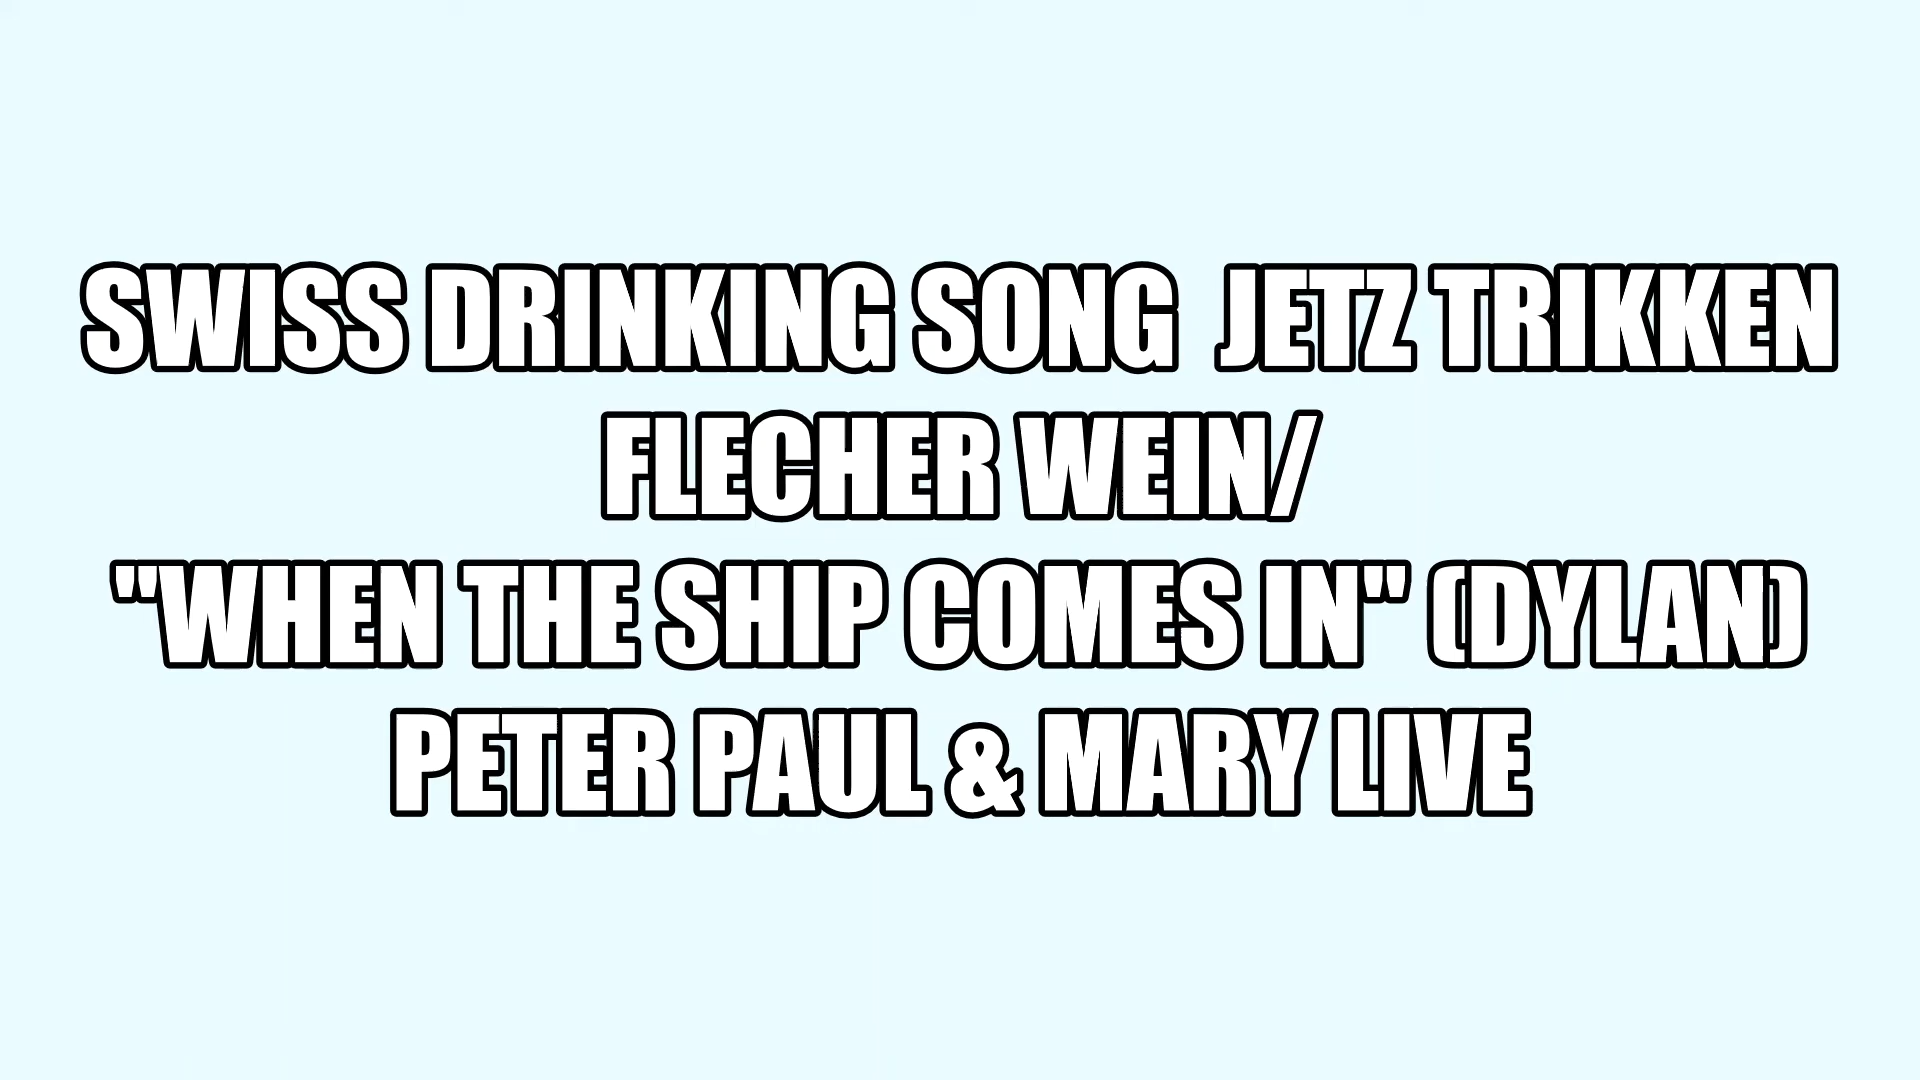 SWISS DRINKING SONG  JETZ TRIKKEN
FLECHER WEIN/
"WHEN THE SHIP COMES IN" (DYLAN)
PETER PAUL & MARY LIVE